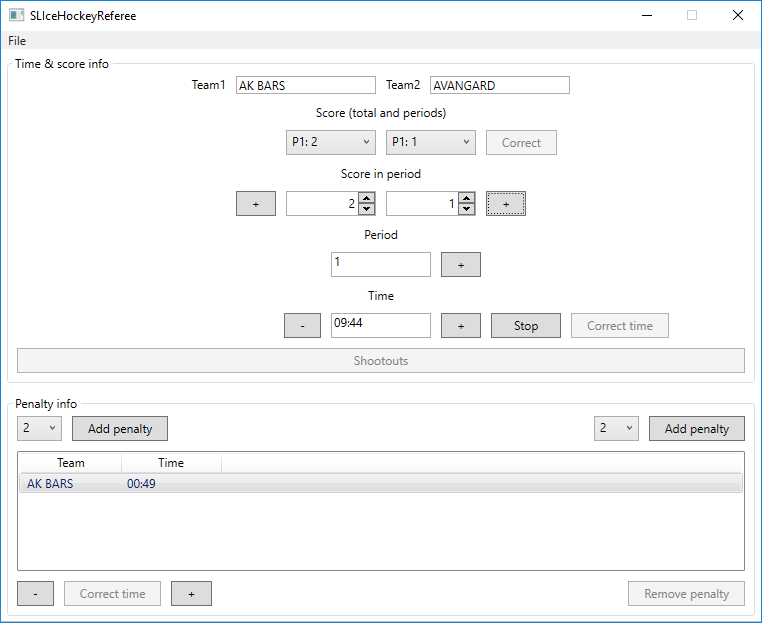 SLIceHockeyReferee
File
Time & score info
Team1 AK BARS Team2 AVANGARD
Score (total and periods)
P1: 2 P1: 1 Correct
Score in period
+ 2 1 +
Period
1 +
Time
- 09:44 + Stop Correct time
Shootouts
Penalty info
2 Add penalty 2 Add penalty
Team Time
AK BARS 00:49
- Correct time + Remove penalty